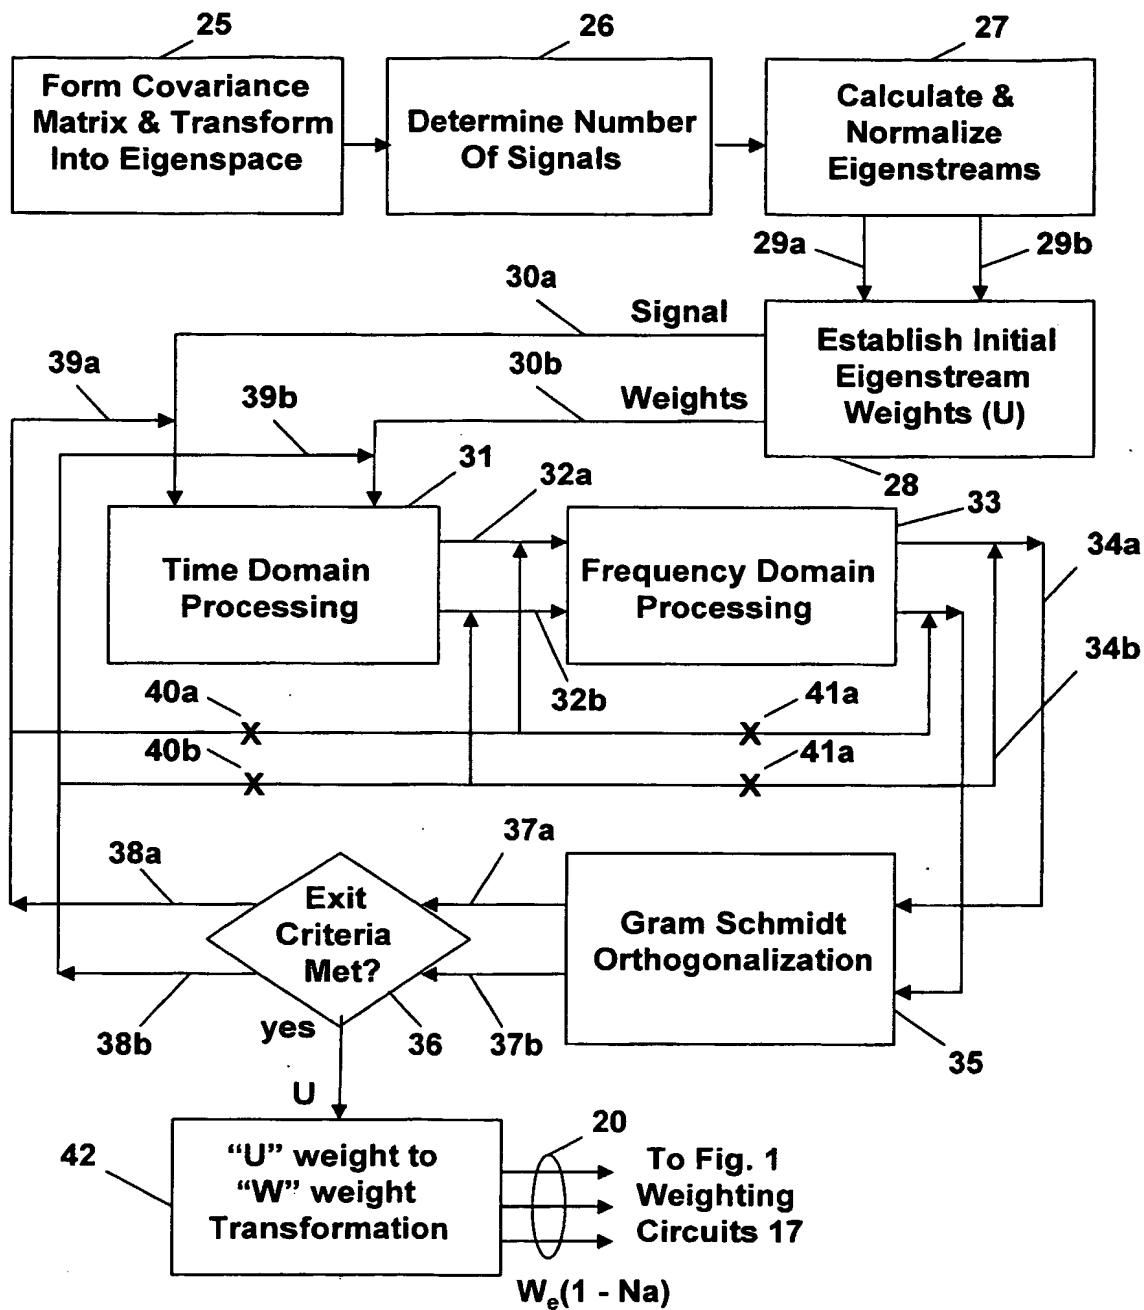 25
26
27
Form Covariance
Matrix & Transform
Into Eigenspace
Determine Number
Of Signals
Calculate &
Normalize
Eigenstreams
29a
29b
30a
Signal
Establish Initial
Eigenstream
Weights (U)
39a
30b
39b
Weights
31
32a
28
33
34a
Time Domain
Processing
Frequency Domain
Processing
34b
32b
40a
X
41a
X
40b
X
41a
X
37a
38a
Exit
Criteria
Met?
Gram Schmidt
Orthogonalization
yes
38b
36
37b
35
U
20
42
“U” weight to
“W” weight
Transformation
To Fig. 1
Weighting
Circuits 17
We(1 - Na)